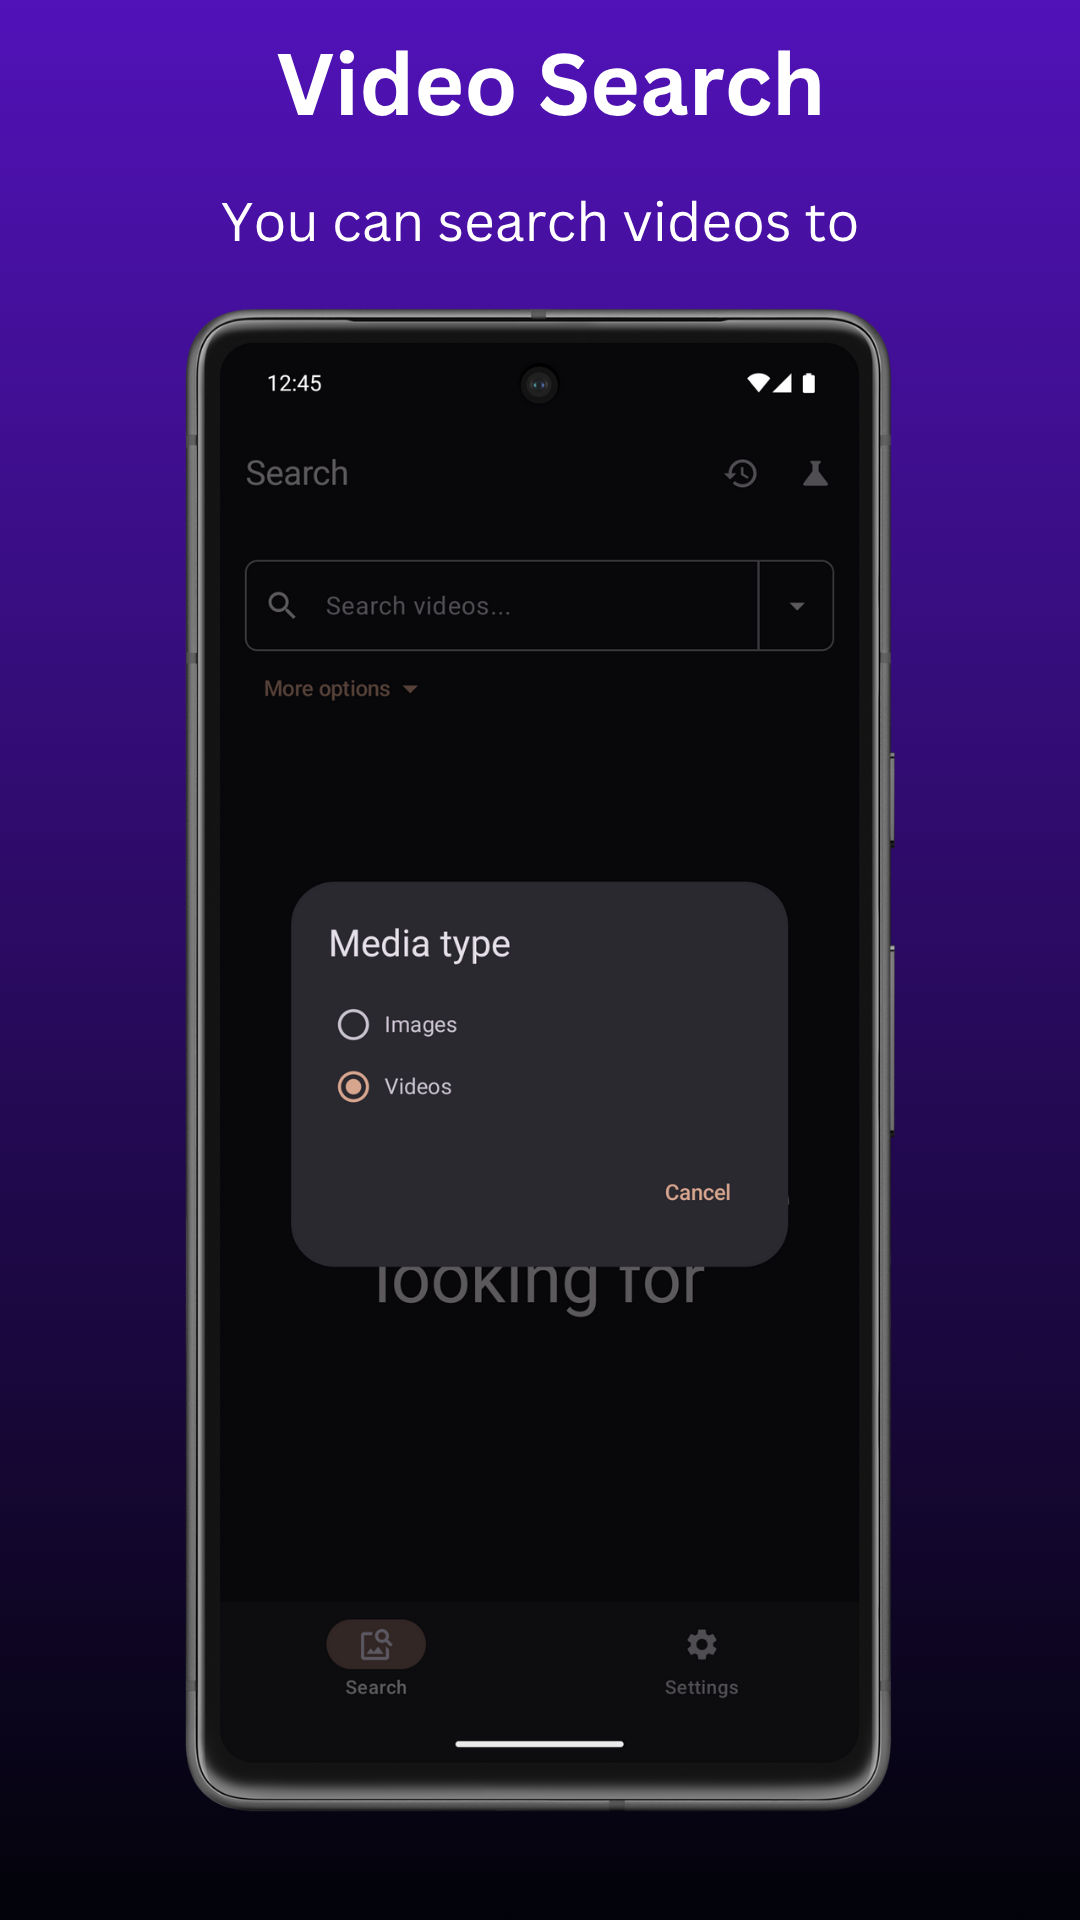 Video Search
You can search videos to
12:45
Search
Search videos...
More options
Media type
Images
Videos
Cancel
looking for
Search
Settings